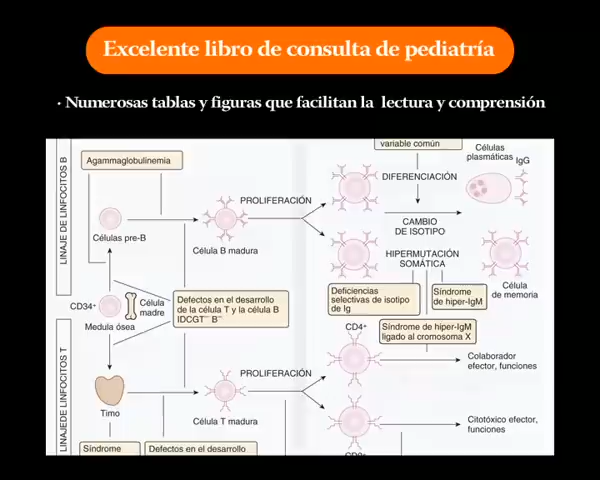 Excelente libro de consulta de pediatría
· Numerosas tablas y figuras que facilitan la lectura y comprensión
LINAJE DE LINFOCITOS B
Agammaglobulinemia
Células pre-B
PROLIFERACIÓN
Célula B madura
variable común
DIFERENCIACIÓN
Células
plasmáticas
IgG
CAMBIO
DE ISOTIPO
HIPERMUTACIÓN
SOMÁTICA
Célula
de memoria
CD34+
Célula
madre
Medula ósea
Defectos en el desarrollo
de la célula T y la célula B
IDCGT⁻ B⁻
Deficiencias
selectivas de isotipo
de Ig
Síndrome
de hiper-IgM
CD4+
Síndrome de hiper-IgM
ligado al cromosoma X
LINAJEDE LINFOCITOS T
Timo
PROLIFERACIÓN
Célula T madura
Colaborador
efector, funciones
Citotóxico efector,
funciones
Síndrome
Defectos en el desarrollo